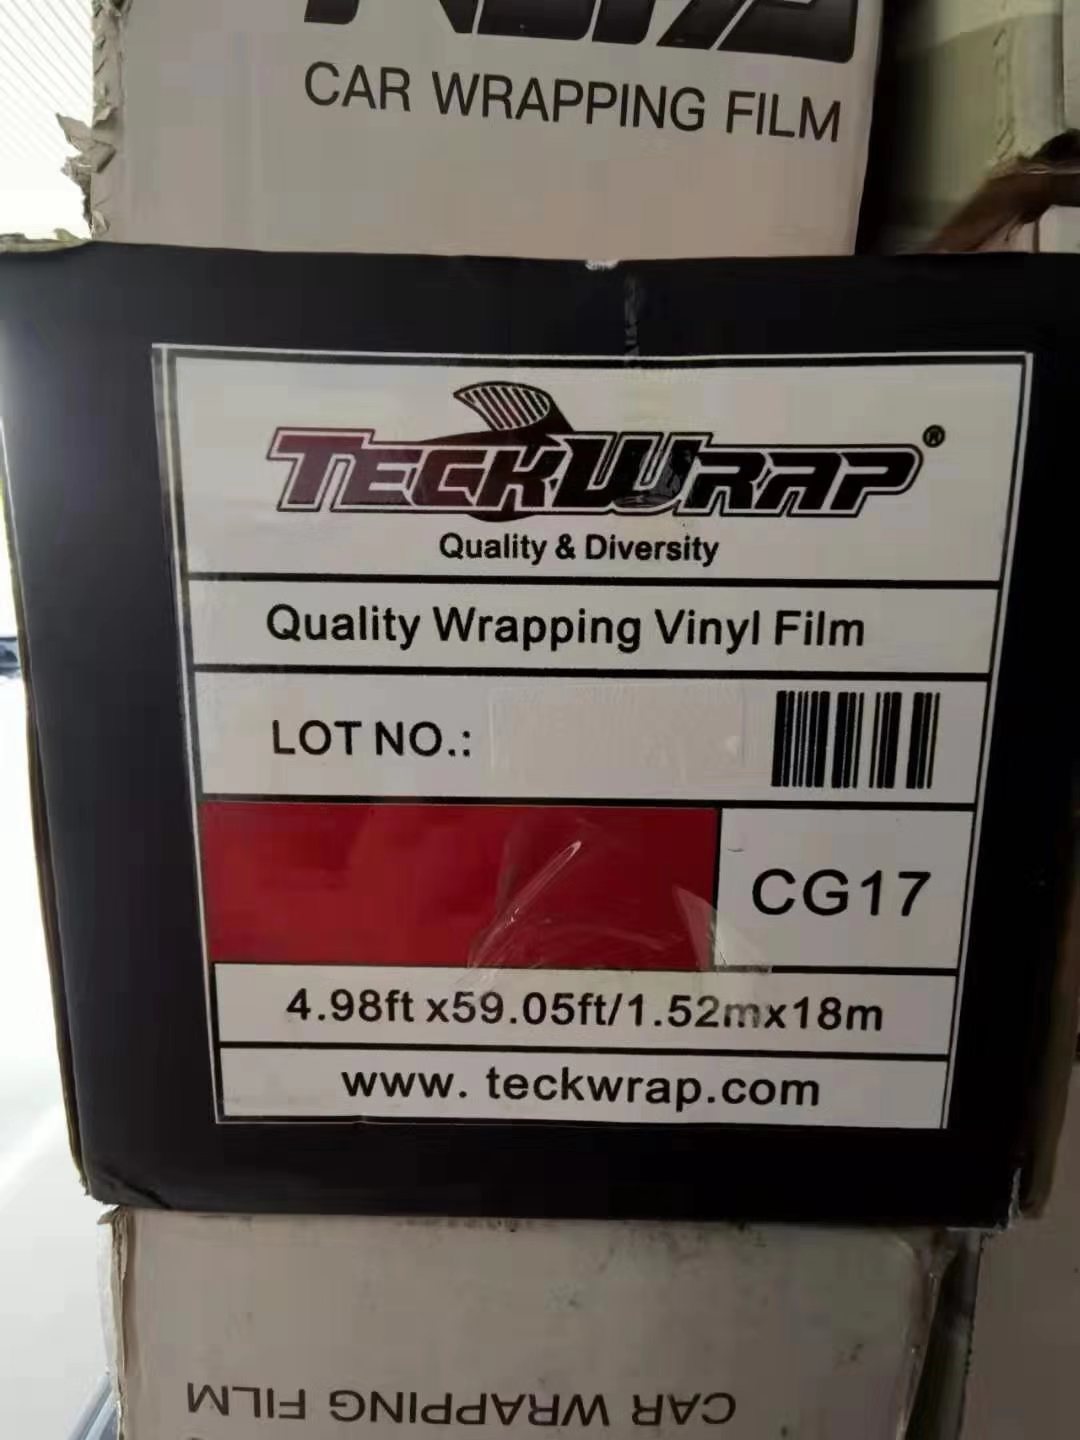 CAR WRAPPING FILM
TECKWRAP®
Quality & Diversity
Quality Wrapping Vinyl Film
LOT NO.:
CG17
4.98ft x59.05ft/1.52mx18m
www. teckwrap.com
CAR WRAPPING FILM